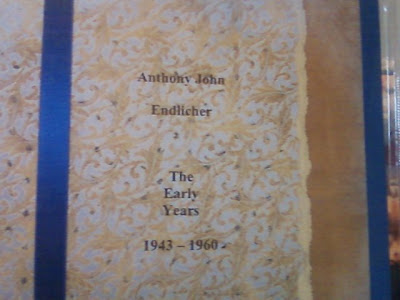 Anthony John
Endlicher
The
Early
Years
1943 – 1960